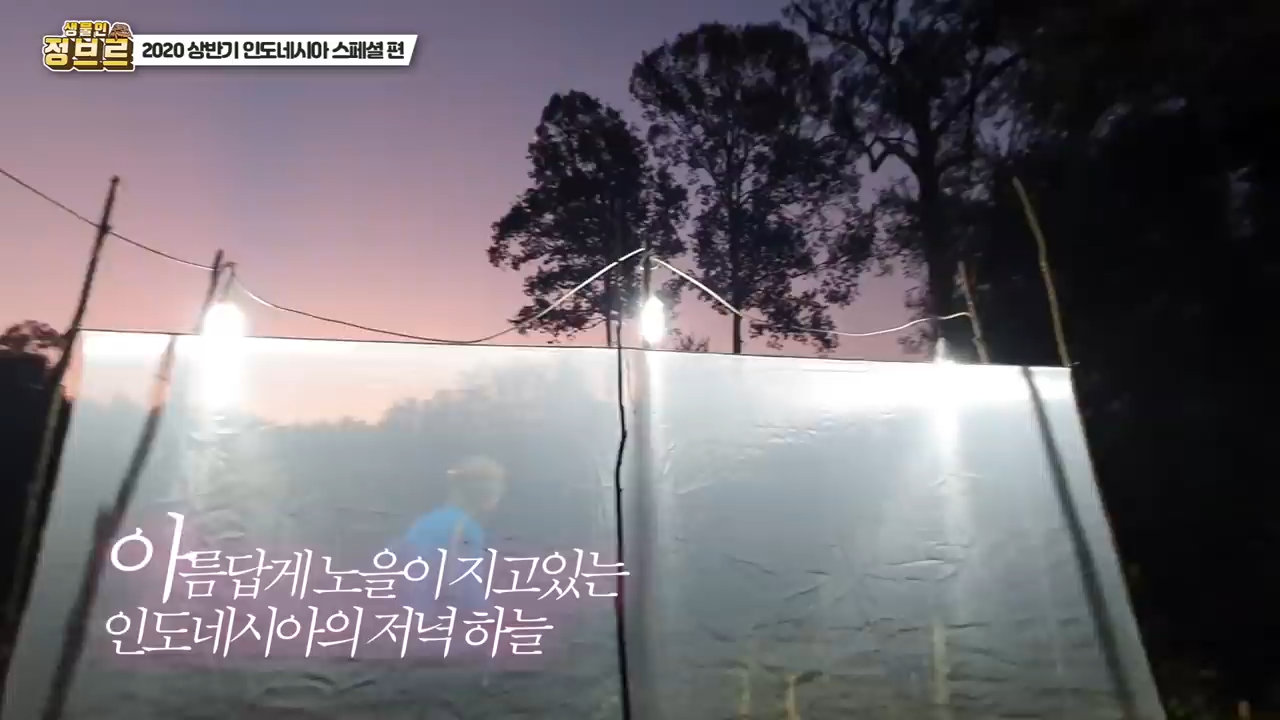 생물인
정브르
2020 상반기 인도네시아 스페셜 편
아름답게 노을이 지고있는
인도네시아의 저녁 하늘